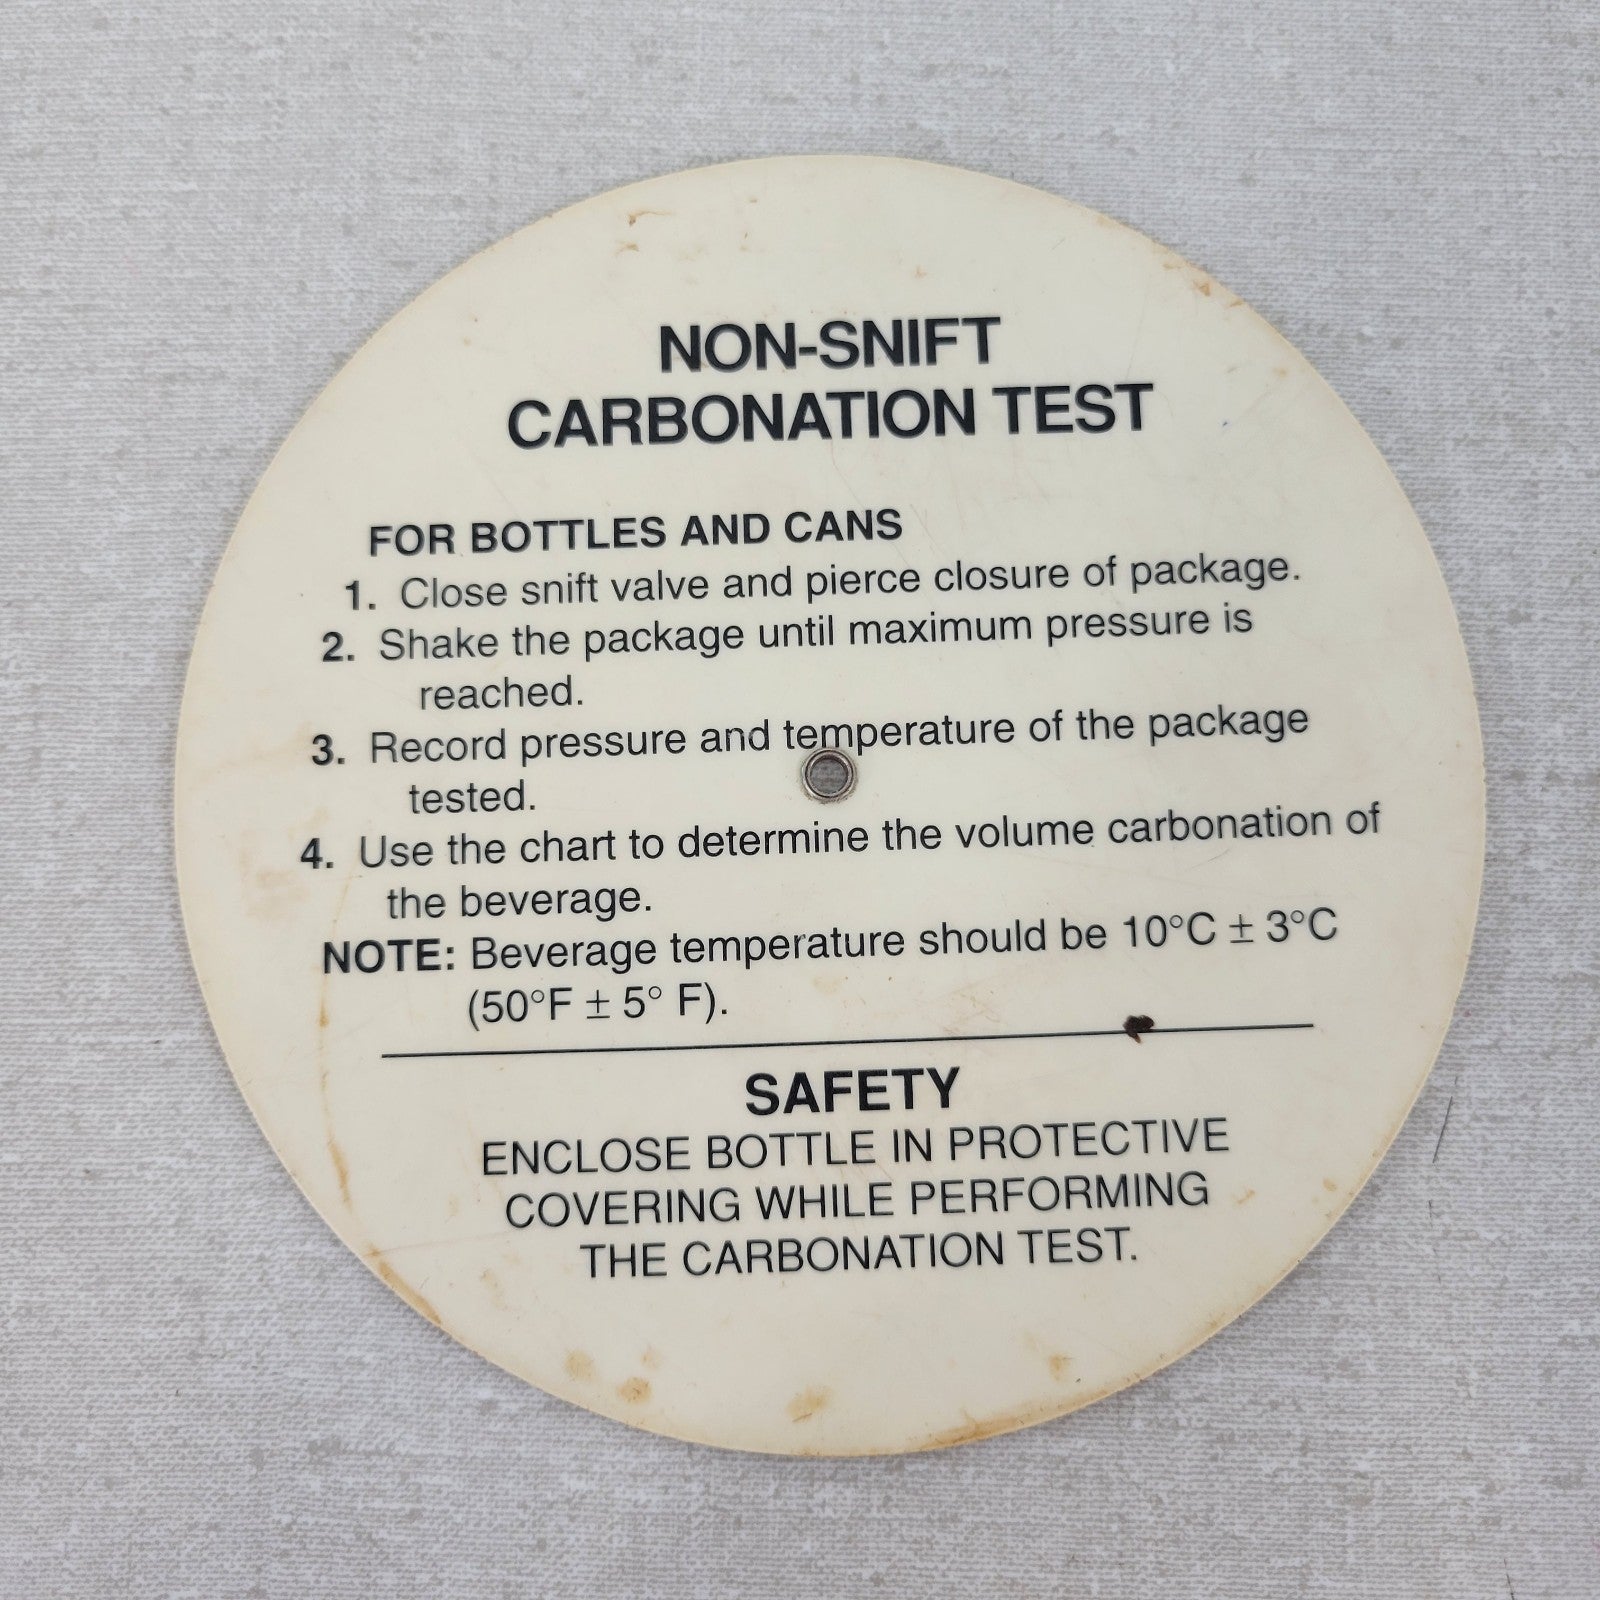 NON-SNIFT
CARBONATION TEST
FOR BOTTLES AND CANS
1. Close snift valve and pierce closure of package.
2. Shake the package until maximum pressure is
reached.
3. Record pressure and temperature of the package
tested.
4. Use the chart to determine the volume carbonation of
the beverage.
NOTE: Beverage temperature should be 10°C ± 3°C
(50°F ± 5° F).
SAFETY
ENCLOSE BOTTLE IN PROTECTIVE
COVERING WHILE PERFORMING
THE CARBONATION TEST.